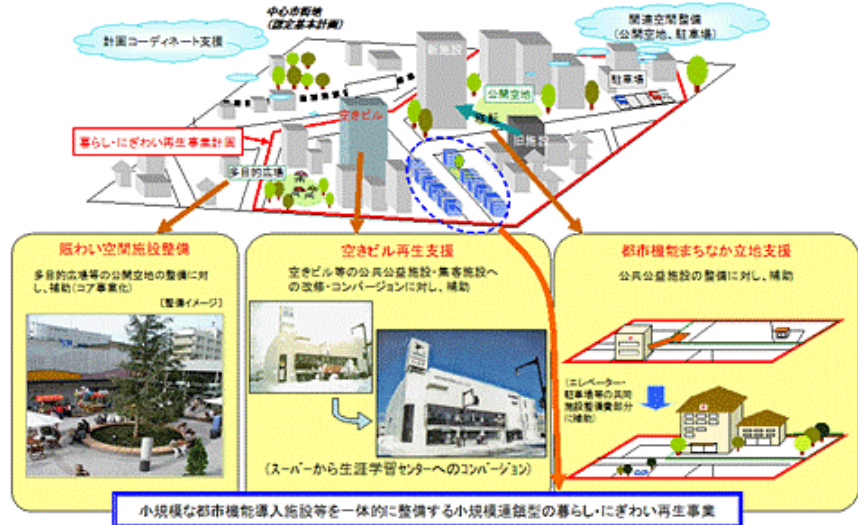 中心市街地
(認定基本計画)
関連空間整備
(公開空地、駐車場)
計画コーディネート支援
新施設
駐車場
公開空地
空きビル
移転
旧施設
暮らし・にぎわい再生事業計画
多目的広場
賑わい空間施設整備
多目的広場等の公開空地の整備に対
し、補助(コア事業化)
[整備イメージ]
空きビル再生支援
空きビル等の公共公益施設・集客施設へ
の改修・コンバージョンに対し、補助
(スーパーから生涯学習センターへのコンバージョン)
都市機能まちなか立地支援
公共公益施設の整備に対し、補助
(エレベーター・
駐車場等の共同
施設整備費部分
に補助)
小規模な都市機能導入施設等を一体的に整備する小規模連鎖型の暮らし・にぎわい再生事業